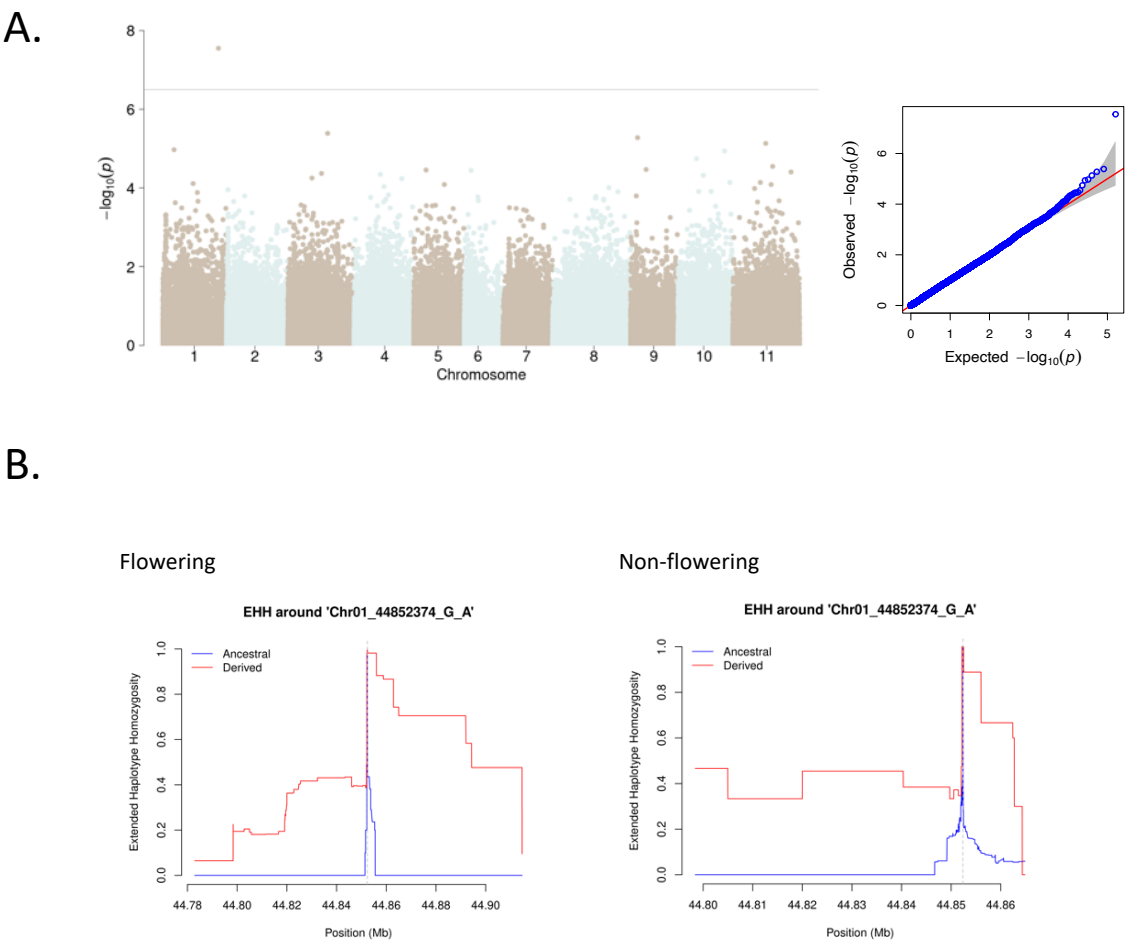 A.
8
6
4
2
0
−log10(p)
1 2 3 4 5 6 7 8 9 10 11
Chromosome
6
4
2
0
Observed −log10(p)
0 1 2 3 4 5
Expected −log10(p)
B.
Flowering
EHH around 'Chr01_44852374_G_A'
Ancestral
Derived
1.0
0.8
0.6
0.4
0.2
0.0
Extended Haplotype Homozygosity
44.78 44.80 44.82 44.84 44.86 44.88 44.90
Position (Mb)
Non-flowering
EHH around 'Chr01_44852374_G_A'
Ancestral
Derived
1.0
0.8
0.6
0.4
0.2
0.0
Extended Haplotype Homozygosity
44.80 44.81 44.82 44.83 44.84 44.85 44.86
Position (Mb)